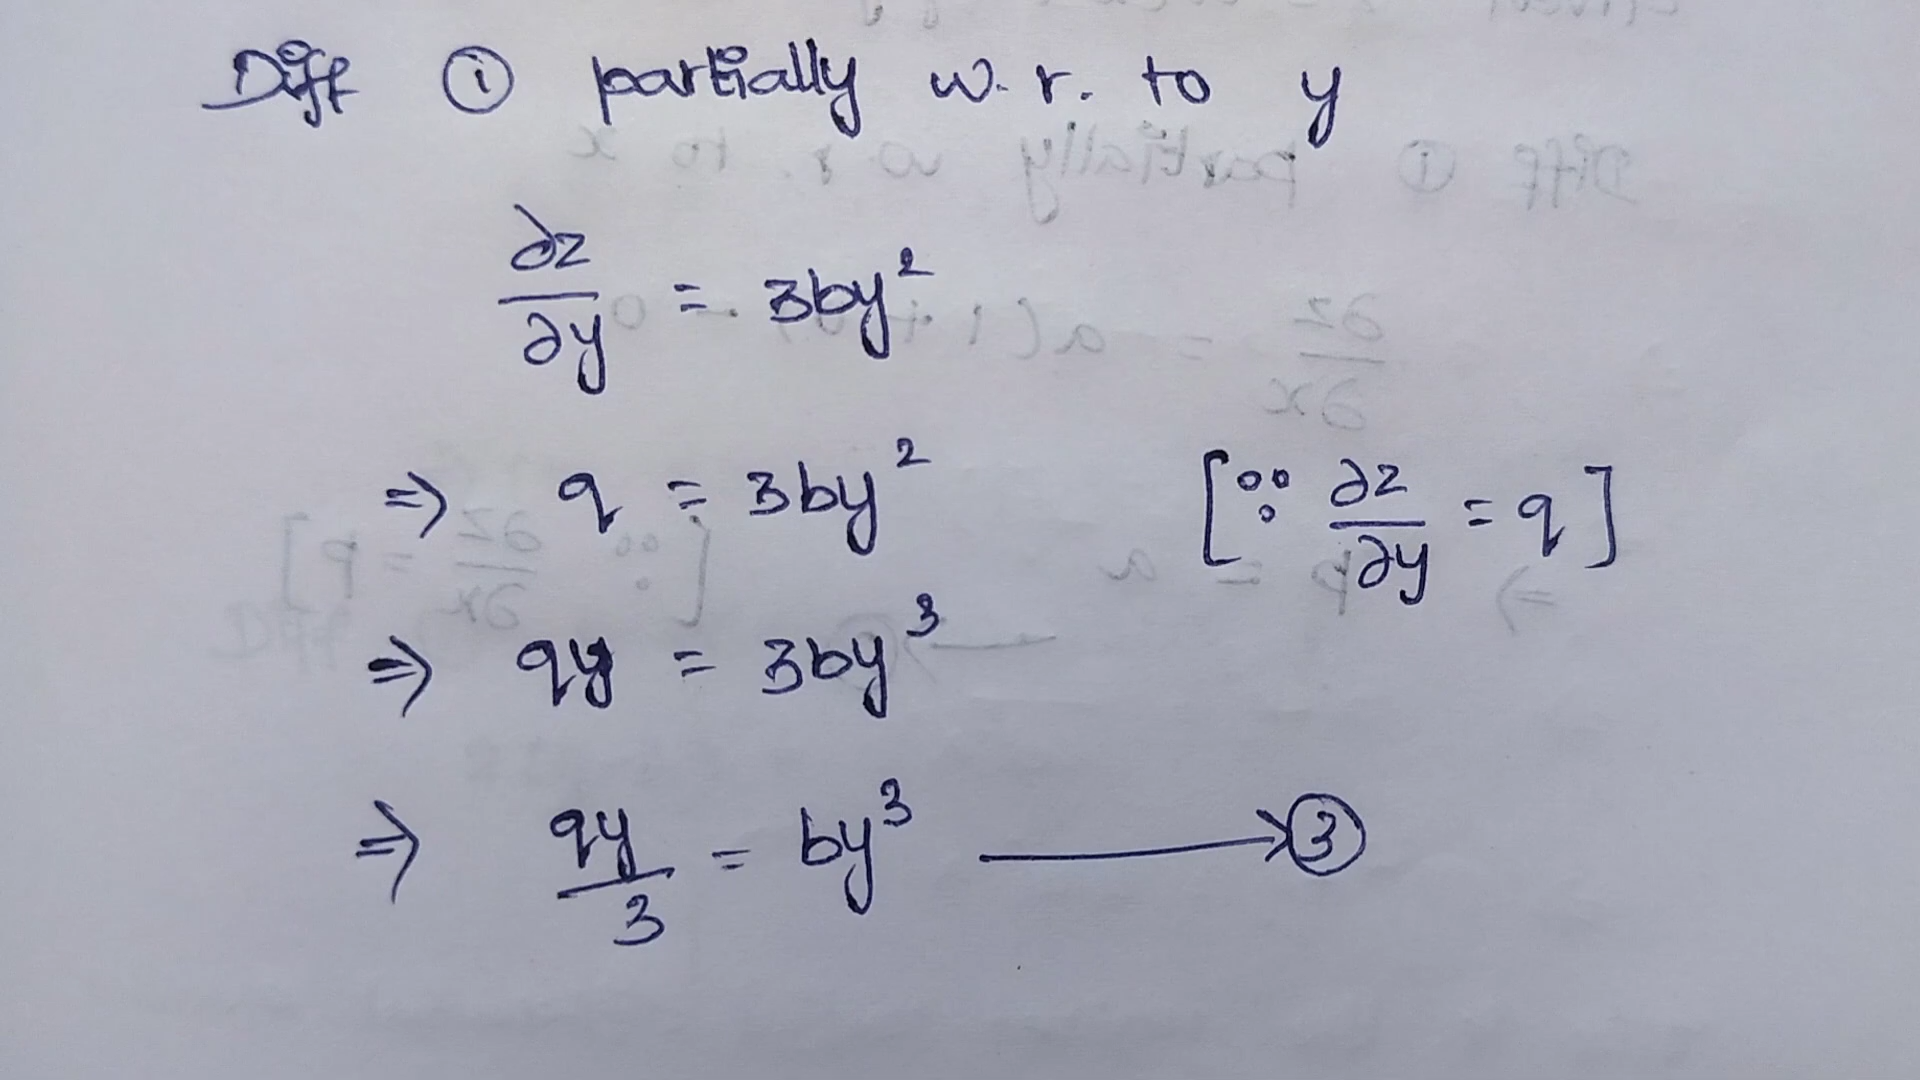 Diff ① partially w.r. to y
∂z/∂y = 3by²
⇒ q = 3by² [∵ ∂z/∂y = q]
⇒ qy = 3by³
⇒ qy/3 = by³ ⟶ ③